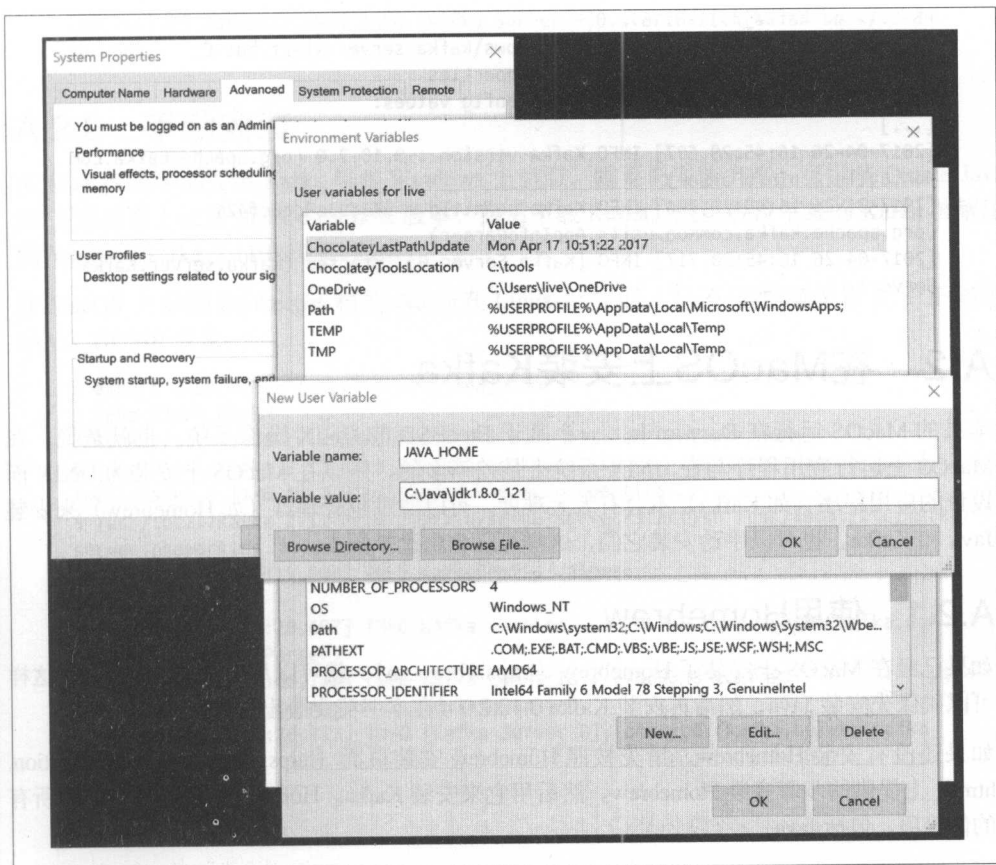 System Properties
Computer Name Hardware Advanced System Protection Remote
You must be logged on as an Admini
Performance
Visual effects, processor scheduling
memory
User Profiles
Desktop settings related to your sig
Startup and Recovery
System startup, system failure, and
Environment Variables
User variables for live
Variable Value
ChocolateyLastPathUpdate Mon Apr 17 10:51:22 2017
ChocolateyToolsLocation C:\tools
OneDrive C:\Users\live\OneDrive
Path %USERPROFILE%\AppData\Local\Microsoft\WindowsApps;
TEMP %USERPROFILE%\AppData\Local\Temp
TMP %USERPROFILE%\AppData\Local\Temp
New User Variable
Variable name: JAVA_HOME
Variable value: C:\Java\jdk1.8.0_121
Browse Directory... Browse File... OK Cancel
NUMBER_OF_PROCESSORS 4
OS Windows_NT
Path C:\Windows\system32;C:\Windows;C:\Windows\System32\Wbe...
PATHEXT .COM;.EXE;.BAT;.CMD;.VBS;.VBE;.JS;.JSE;.WSF;.WSH;.MSC
PROCESSOR_ARCHITECTURE AMD64
PROCESSOR_IDENTIFIER Intel64 Family 6 Model 78 Stepping 3, GenuineIntel
New... Edit... Delete
OK Cancel